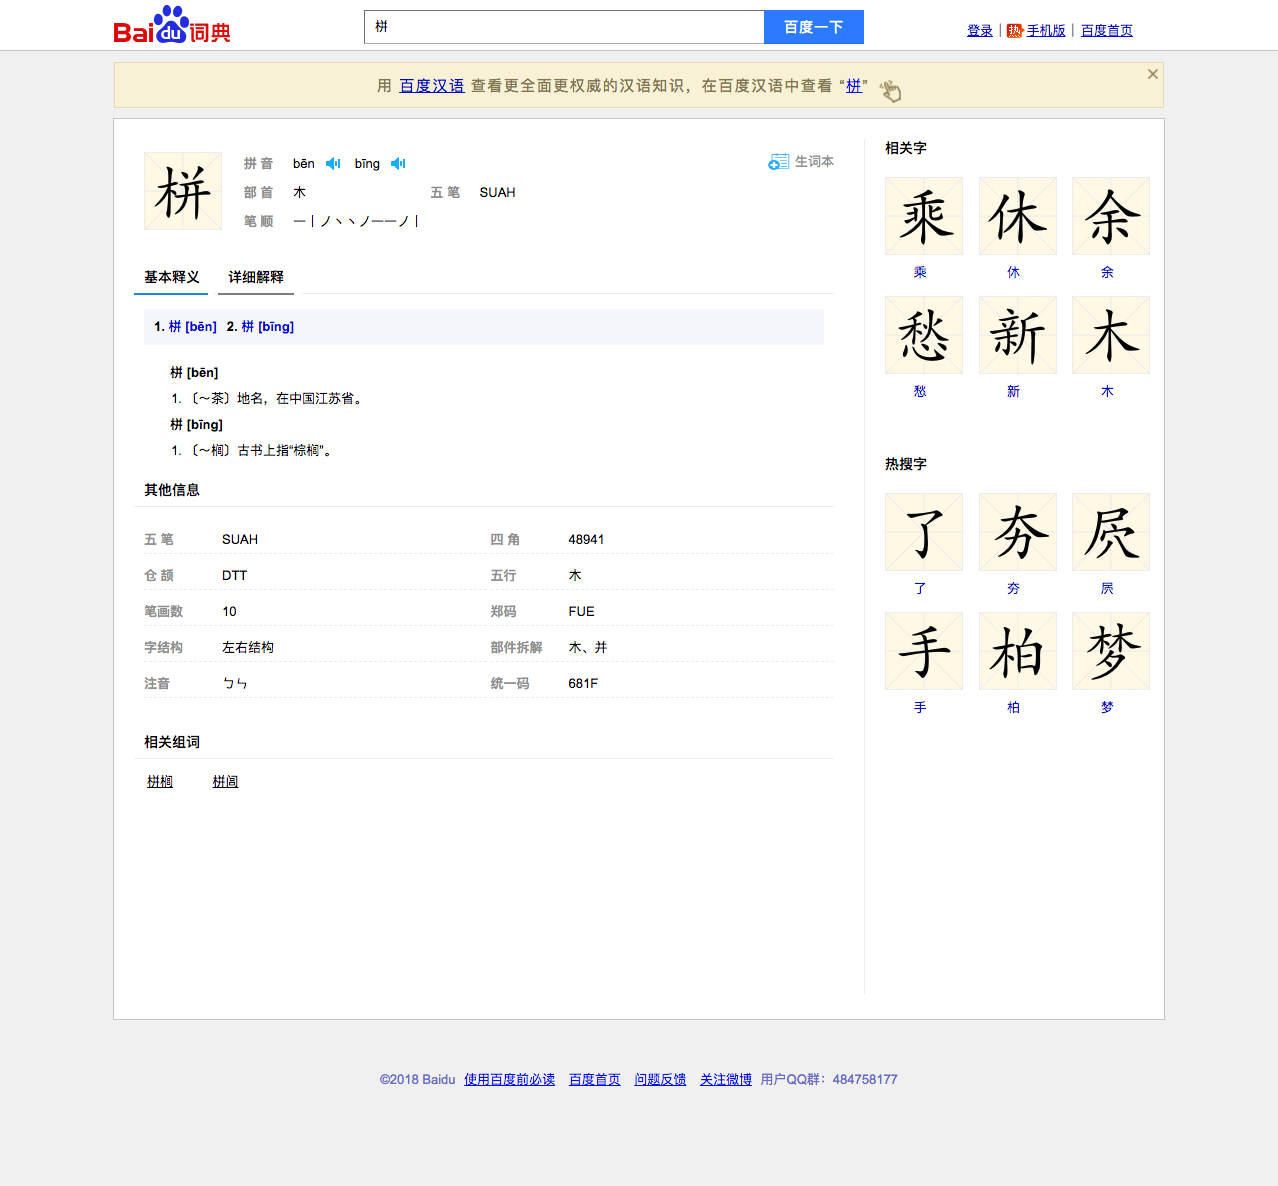 Bai du 词典
栟
百度一下
登录 | 热 手机版 | 百度首页
用 百度汉语 查看更全面更权威的汉语知识，在百度汉语中查看 “栟”
栟
拼 音 bēn bīng
生词本
部 首 木 五 笔 SUAH
笔 顺 一丨ノ丶丶ノ一一ノ丨
基本释义 详细解释
1. 栟 [bēn] 2. 栟 [bīng]
栟 [bēn]
1. 〔～茶〕地名，在中国江苏省。
栟 [bīng]
1. 〔～榈〕古书上指“棕榈”。
其他信息
五 笔 SUAH 四 角 48941
仓 颉 DTT 五行 木
笔画数 10 郑码 FUE
字结构 左右结构 部件拆解 木、并
注音 ㄅㄣ 统一码 681F
相关组词
栟榈 栟闾
相关字
乘 休 余
乘 休 余
愁 新 木
愁 新 木
热搜字
了 夯 屄
了 夯 屄
手 柏 梦
手 柏 梦
©2018 Baidu 使用百度前必读 百度首页 问题反馈 关注微博 用户QQ群：484758177